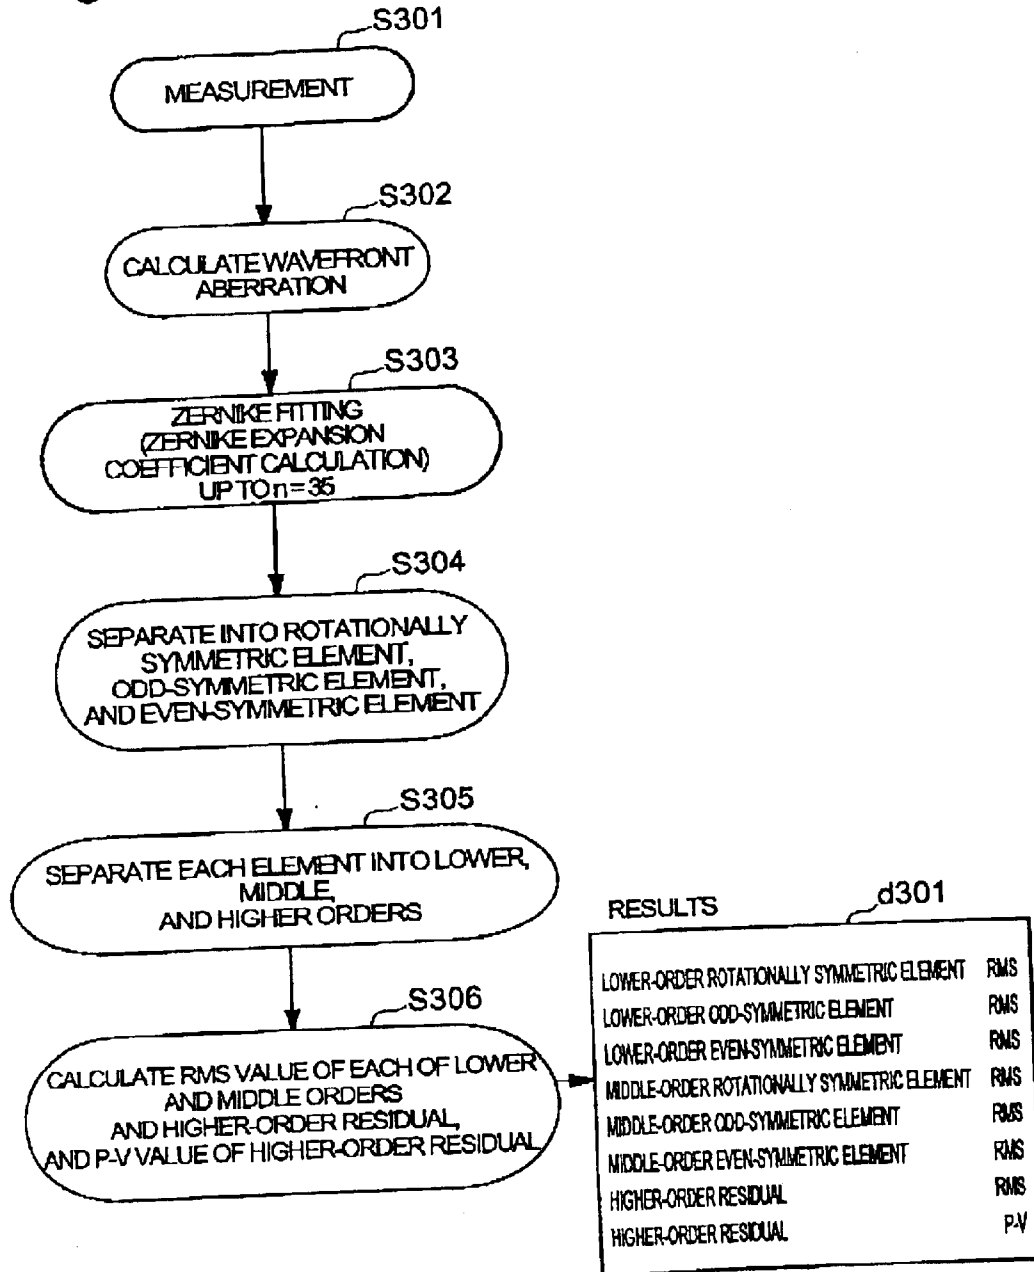 S301
MEASUREMENT
S302
CALCULATE WAVEFRONT
ABERRATION
S303
ZERNIKE FITTING
(ZERNIKE EXPANSION
COEFFICIENT CALCULATION)
UP TO n=35
S304
SEPARATE INTO ROTATIONALLY
SYMMETRIC ELEMENT,
ODD-SYMMETRIC ELEMENT,
AND EVEN-SYMMETRIC ELEMENT
S305
SEPARATE EACH ELEMENT INTO LOWER,
MIDDLE,
AND HIGHER ORDERS
S306
CALCULATE RMS VALUE OF EACH OF LOWER
AND MIDDLE ORDERS
AND HIGHER-ORDER RESIDUAL,
AND P-V VALUE OF HIGHER-ORDER RESIDUAL
RESULTS
d301
LOWER-ORDER ROTATIONALLY SYMMETRIC ELEMENT RMS
LOWER-ORDER ODD-SYMMETRIC ELEMENT RMS
LOWER-ORDER EVEN-SYMMETRIC ELEMENT RMS
MIDDLE-ORDER ROTATIONALLY SYMMETRIC ELEMENT RMS
MIDDLE-ORDER ODD-SYMMETRIC ELEMENT RMS
MIDDLE-ORDER EVEN-SYMMETRIC ELEMENT RMS
HIGHER-ORDER RESIDUAL RMS
HIGHER-ORDER RESIDUAL P-V